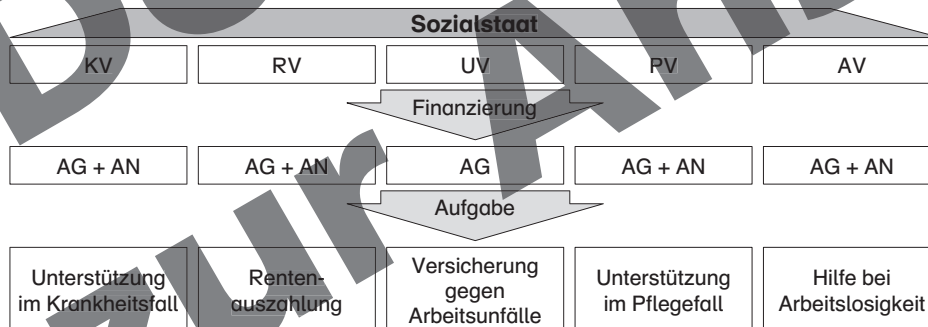 Sozialstaat
KV RV UV PV AV
Finanzierung
AG + AN AG + AN AG AG + AN AG + AN
Aufgabe
Unterstützung
im Krankheitsfall
Renten-
auszahlung
Versicherung
gegen
Arbeitsunfälle
Unterstützung
im Pflegefall
Hilfe bei
Arbeitslosigkeit
zur